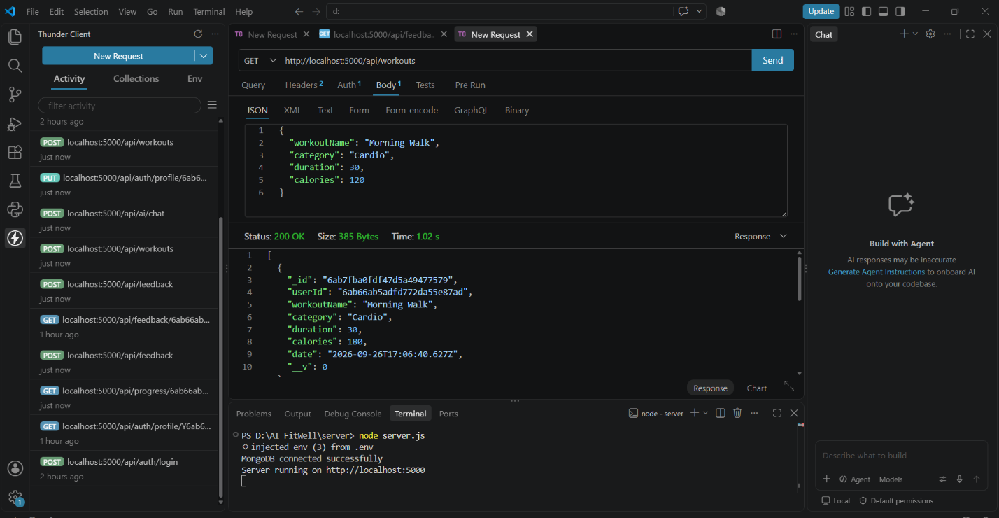 File Edit Selection View Go Run Terminal Help
d:
Update
Thunder Client
New Request
Activity Collections Env
filter activity
2 hours ago
POST localhost:5000/api/workouts
just now
PUT localhost:5000/api/auth/profile/6ab6...
just now
POST localhost:5000/api/ai/chat
just now
POST localhost:5000/api/workouts
just now
POST localhost:5000/api/feedback
just now
GET localhost:5000/api/feedback/6ab66ab...
1 hour ago
POST localhost:5000/api/feedback
just now
GET localhost:5000/api/progress/6ab66ab...
just now
GET localhost:5000/api/auth/profile/Y6ab6...
1 hour ago
POST localhost:5000/api/auth/login
2 hours ago
1
TC New Request
GET localhost:5000/api/feedba..
TC New Request
GET http://localhost:5000/api/workouts Send
Query Headers 2 Auth 1 Body 1 Tests Pre Run
JSON XML Text Form Form-encode GraphQL Binary
1 {
2 "workoutName": "Morning Walk",
3 "category": "Cardio",
4 "duration": 30,
5 "calories": 120
6 }
Status: 200 OK Size: 385 Bytes Time: 1.02 s Response
1 [
2 {
3 "_id": "6ab7fba0fdf47d5a49477579",
4 "userId": "6ab66ab5adfd772da55e87ad",
5 "workoutName": "Morning Walk",
6 "category": "Cardio",
7 "duration": 30,
8 "calories": 180,
9 "date": "2026-09-26T17:06:40.627Z",
10 "__v": 0
Response Chart
Problems Output Debug Console Terminal Ports
node - server
PS D:\AI FitWell\server> node server.js
injected env (3) from .env
MongoDB connected successfully
Server running on http://localhost:5000
Chat
Build with Agent
AI responses may be inaccurate
Generate Agent Instructions to onboard AI
onto your codebase.
Describe what to build
Agent Models
Local Default permissions